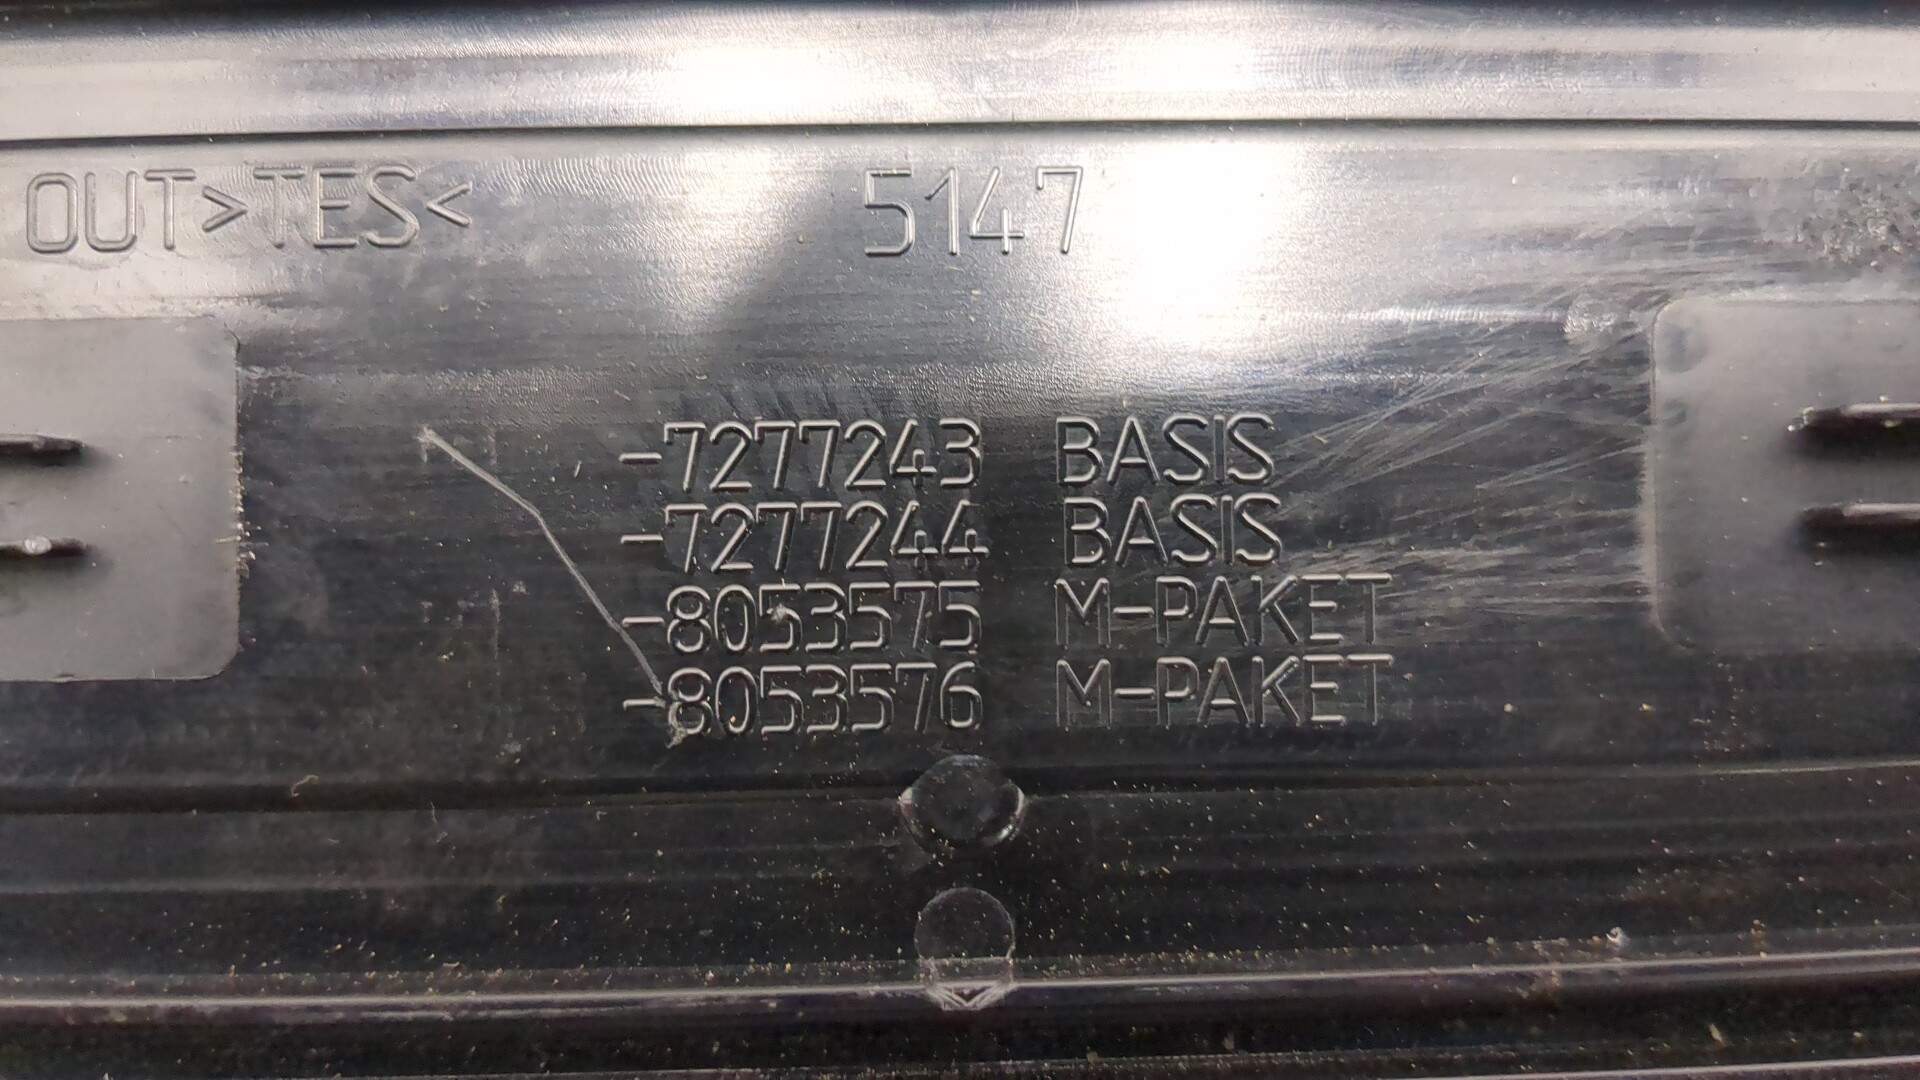 OUT>TES< 5147
-7277243 BASIS
-7277244 BASIS
-8053575 M-PAKET
-8053576 M-PAKET